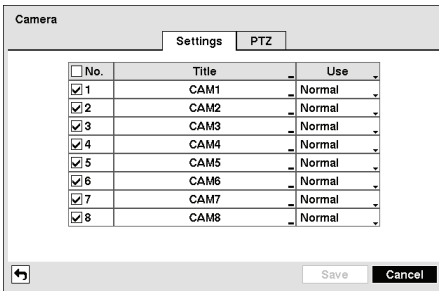 Camera
Settings PTZ
No. Title Use
1 CAM1 Normal
2 CAM2 Normal
3 CAM3 Normal
4 CAM4 Normal
5 CAM5 Normal
6 CAM6 Normal
7 CAM7 Normal
8 CAM8 Normal
Save Cancel